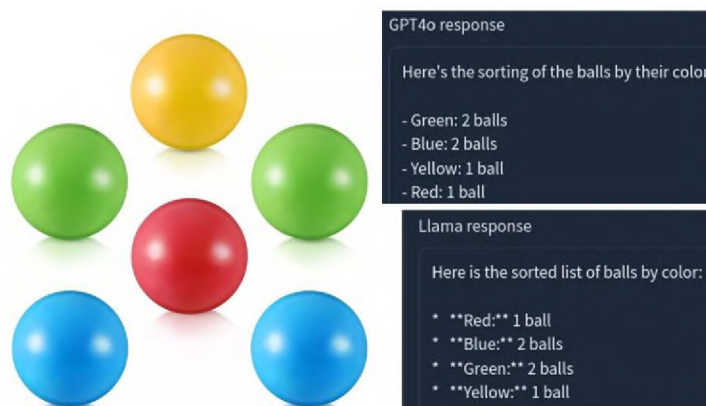 GPT4o response
Here's the sorting of the balls by their color
- Green: 2 balls
- Blue: 2 balls
- Yellow: 1 ball
- Red: 1 ball
Llama response
Here is the sorted list of balls by color:
* **Red:** 1 ball
* **Blue:** 2 balls
* **Green:** 2 balls
* **Yellow:** 1 ball